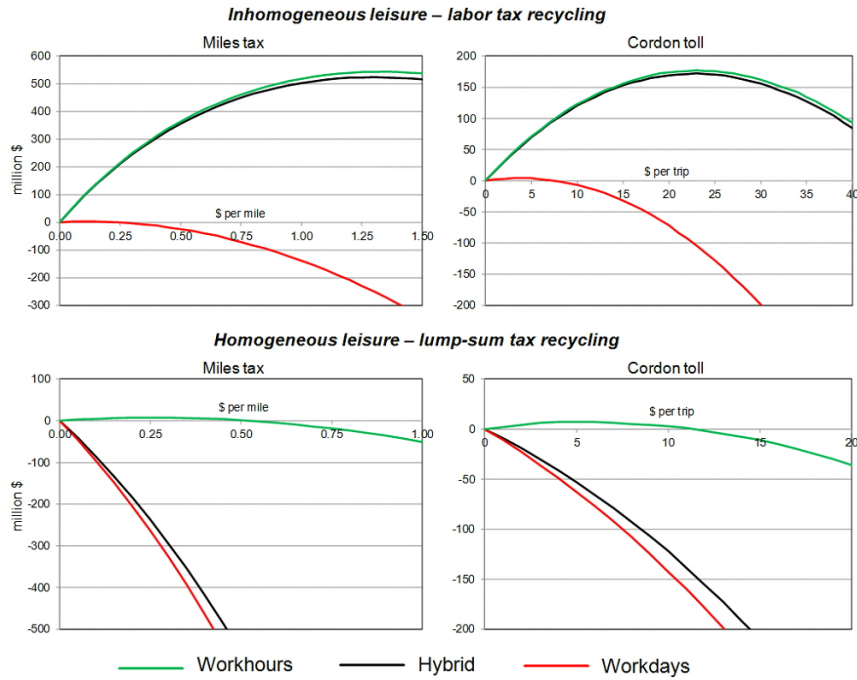 Inhomogeneous leisure – labor tax recycling
Miles tax
600
500
400
300
200
100
0
-100
-200
-300
million $
$ per mile
0.00 0.25 0.50 0.75 1.00 1.25 1.50
Cordon toll
200
150
100
50
0
-50
-100
-150
-200
$ per trip
0 5 10 15 20 25 30 35 40
Homogeneous leisure – lump-sum tax recycling
Miles tax
100
0
-100
-200
-300
-400
-500
million $
$ per mile
0.00 0.25 0.50 0.75 1.00
Cordon toll
50
0
-50
-100
-150
-200
$ per trip
0 5 10 15 20
Workhours Hybrid Workdays